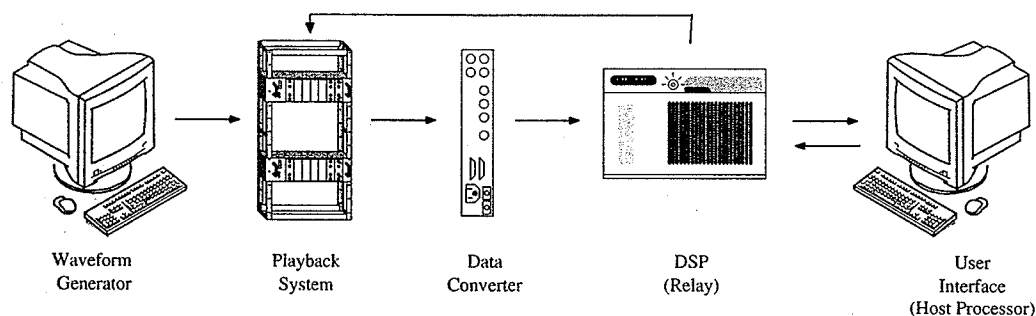 Waveform
Generator
Playback
System
Data
Converter
DSP
(Relay)
User
Interface
(Host Processor)